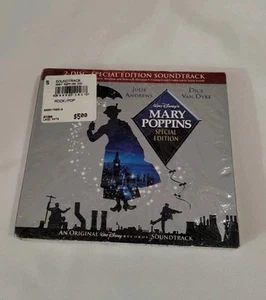 2-DISC SPECIAL EDITION SOUNDTRACK
S
SOUNDTRACK
ROCK/POP
$5.00
JULIE ANDREWS
DICK VAN DYKE
WALT DISNEY'S
MARY POPPINS
SPECIAL EDITION
AN ORIGINAL WALT DISNEY RECORDS SOUNDTRACK